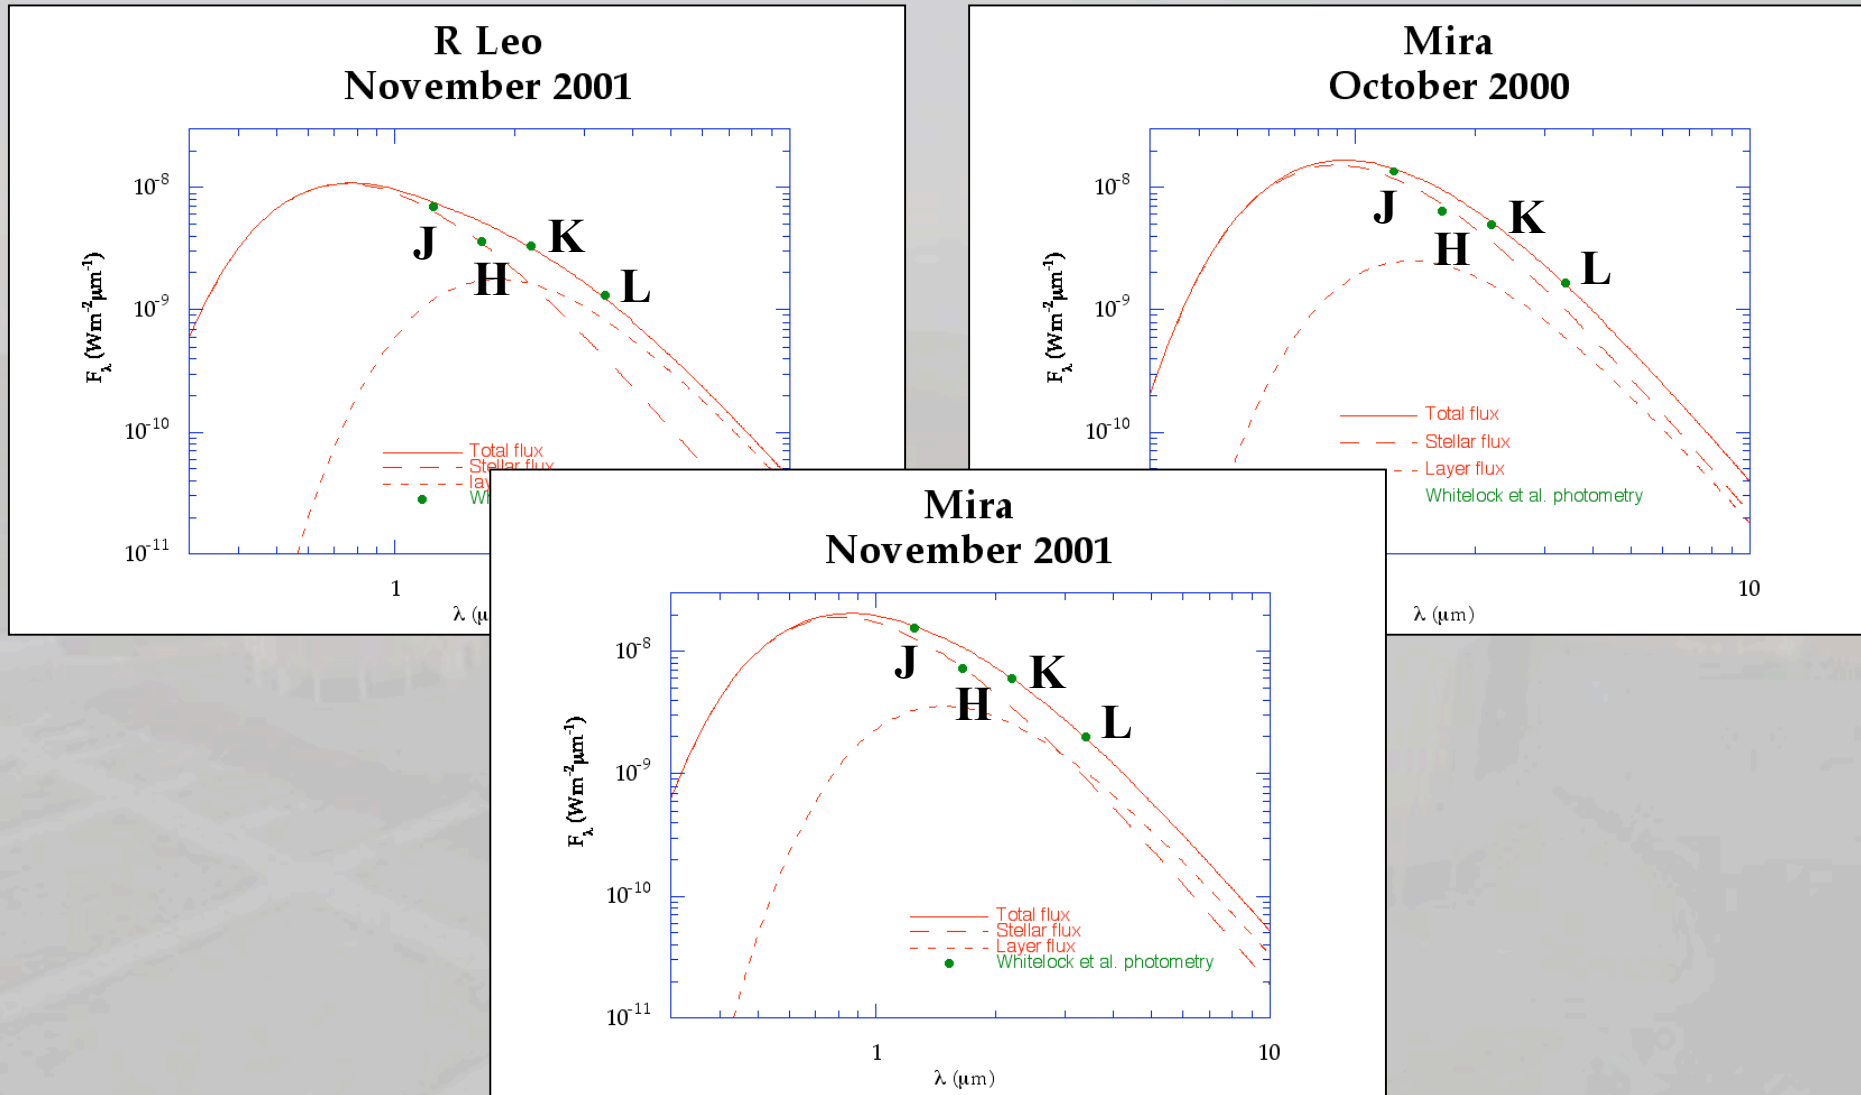 R Leo
November 2001
10-8
10-9
10-10
10-11
Fλ (Wm-2μm-1)
J
H
K
L
Total flux
Stellar flux
1
Mira
October 2000
10-8
10-9
10-10
Fλ (Wm-2μm-1)
J
H
K
L
Total flux
Stellar flux
Layer flux
Whitelock et al. photometry
10
λ (μm)
Mira
November 2001
10-8
10-9
10-10
10-11
Fλ (Wm-2μm-1)
J
H
K
L
Total flux
Stellar flux
Layer flux
Whitelock et al. photometry
1
10
λ (μm)